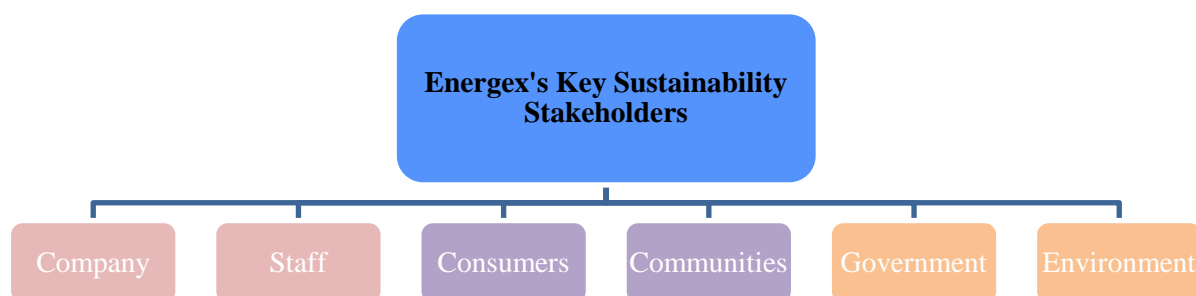 Energex's Key Sustainability
Stakeholders
Company
Staff
Consumers
Communities
Government
Environment